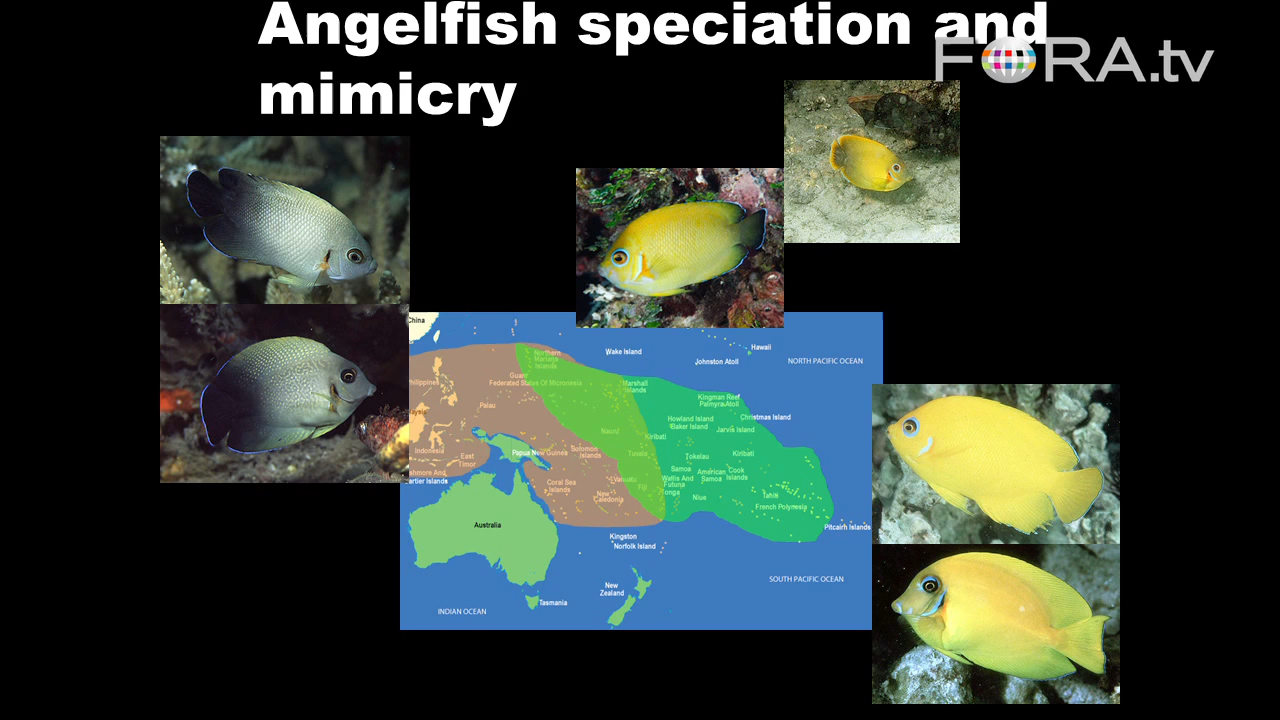 Angelfish speciation and
mimicry
FORA.tv
China
Northern
Mariana
Islands
Wake Island
Hawaii
Johnston Atoll
NORTH PACIFIC OCEAN
Guam
Federated States Of Micronesia
Marshall
Islands
Philippines
Palau
Kingman Reef
Palmyra Atoll
Christmas Island
Howland Island
Baker Island
Jarvis Island
Nauru
Kiribati
Indonesia
East
Timor
Papua New Guinea
Solomon
Islands
Tuvalu
Tokelau
Kiribati
shmore And
artier Islands
Coral Sea
Islands
Vanuatu
Fiji
Samoa
Wallis And
Futuna
Tonga
American
Samoa
Cook
Islands
New
Caledonia
Niue
Tahiti
French Polynesia
Pitcairn Islands
Australia
Kingston
Norfolk Island
New
Zealand
SOUTH PACIFIC OCEAN
Tasmania
INDIAN OCEAN